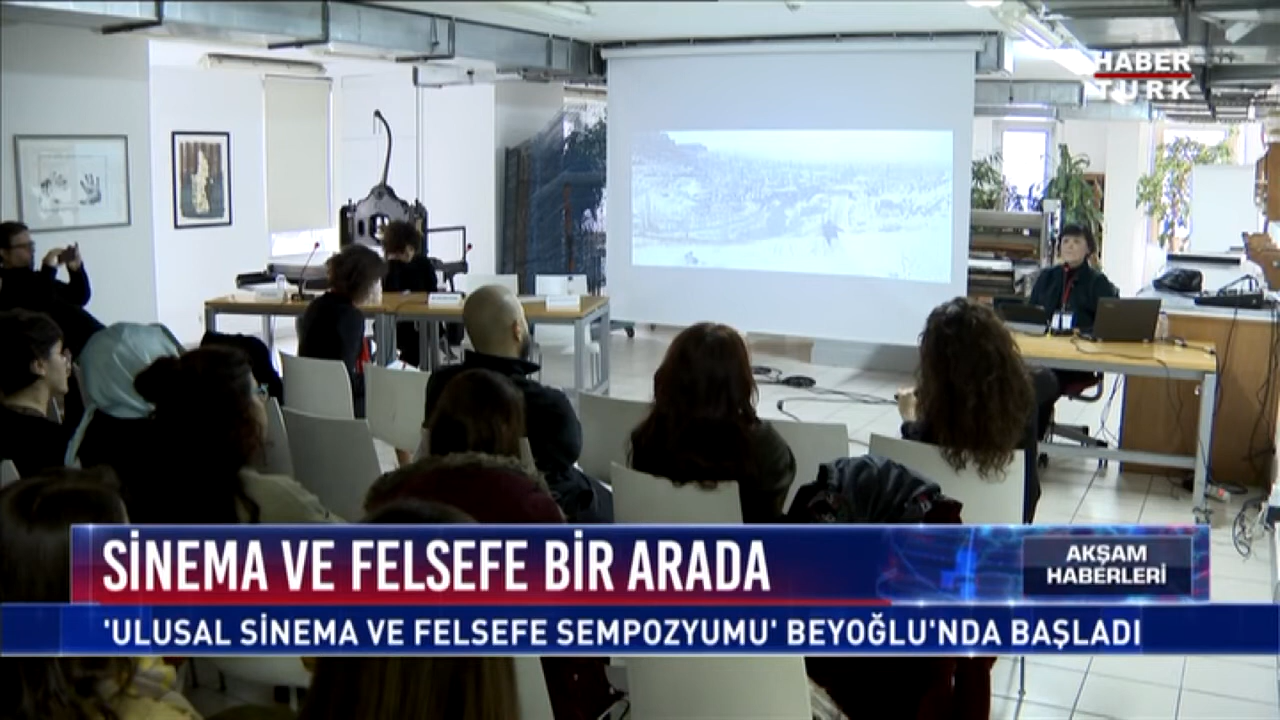 HABER
TÜRK
SİNEMA VE FELSEFE BİR ARADA
AKŞAM
HABERLERİ
'ULUSAL SİNEMA VE FELSEFE SEMPOZYUMU' BEYOĞLU'NDA BAŞLADI